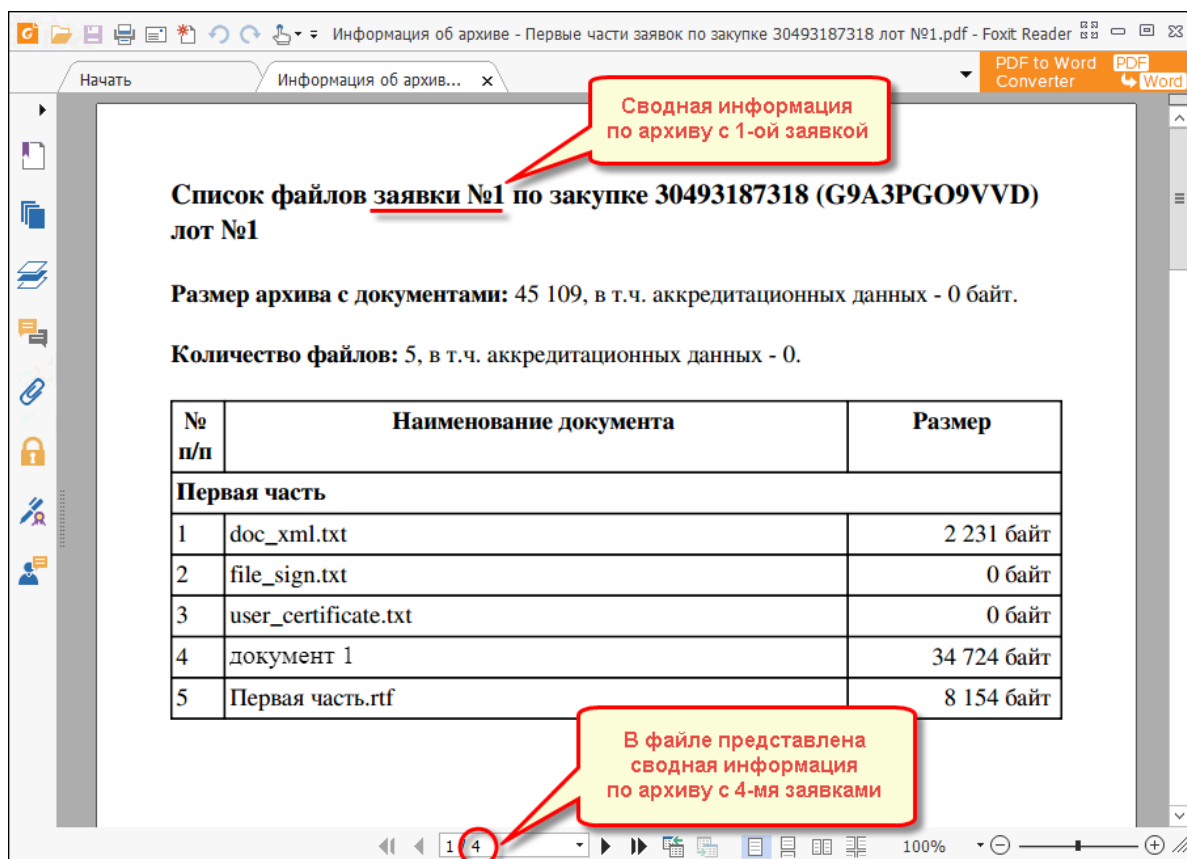 Информация об архиве - Первые части заявок по закупке 30493187318 лот №1.pdf - Foxit Reader
Начать
Информация об архив... x
PDF to Word
Converter
PDF
Word
Сводная информация
по архиву с 1-ой заявкой
Список файлов заявки №1 по закупке 30493187318 (G9A3PGO9VVD)
лот №1
Размер архива с документами: 45 109, в т.ч. аккредитационных данных - 0 байт.
Количество файлов: 5, в т.ч. аккредитационных данных - 0.
№ п/п Наименование документа Размер
Первая часть
1 doc_xml.txt 2 231 байт
2 file_sign.txt 0 байт
3 user_certificate.txt 0 байт
4 документ 1 34 724 байт
5 Первая часть.rtf 8 154 байт
В файле представлена
сводная информация
по архиву с 4-мя заявками
1 / 4
100%